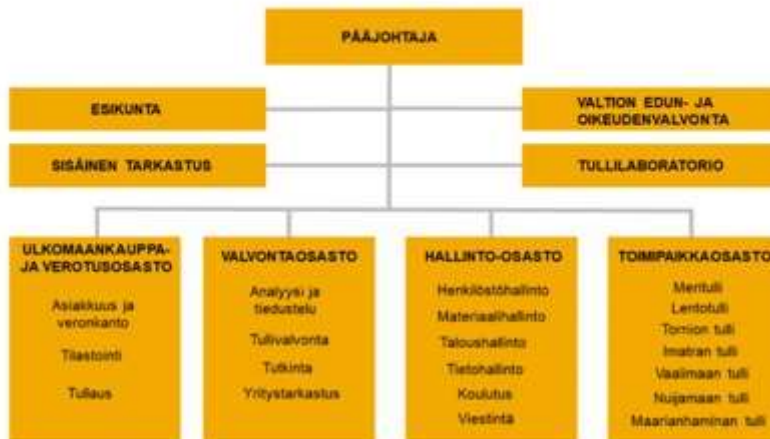 PÄÄJOHTAJA
ESIKUNTA
VALTION EDUN- JA
OIKEUDENVALVONTA
SISÄINEN TARKASTUS
TULLILABORATORIO
ULKOMAANKAUPPA-
JA VEROTUSOSASTO
Asiakkuus ja
veronkanto
Tilastointi
Tullaus
VALVONTAOSASTO
Analyysi ja
tiedustelu
Tullivalvonta
Tutkinta
Yritystarkastus
HALLINTO-OSASTO
Henkilöstöhallinto
Materiaalihallinto
Taloushallinto
Tietohallinto
Koulutus
Viestintä
TOIMIPAIKKAOSASTO
Meritulli
Lentotulli
Tornion tulli
Imatran tulli
Vaalimaan tulli
Nuijamaan tulli
Maarianhaminan tulli